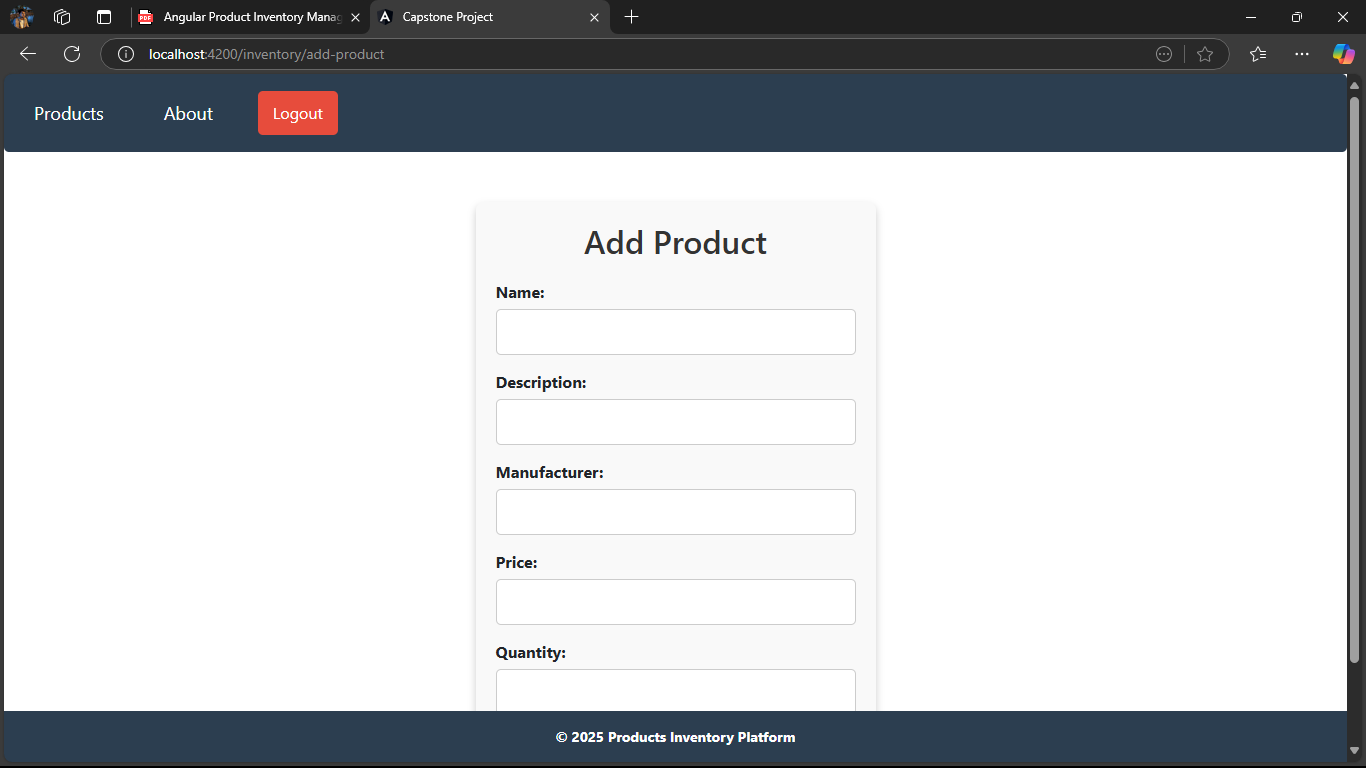 Angular Product Inventory Manag
Capstone Project
localhost:4200/inventory/add-product
Products
About
Logout
Add Product
Name:
Description:
Manufacturer:
Price:
Quantity:
© 2025 Products Inventory Platform